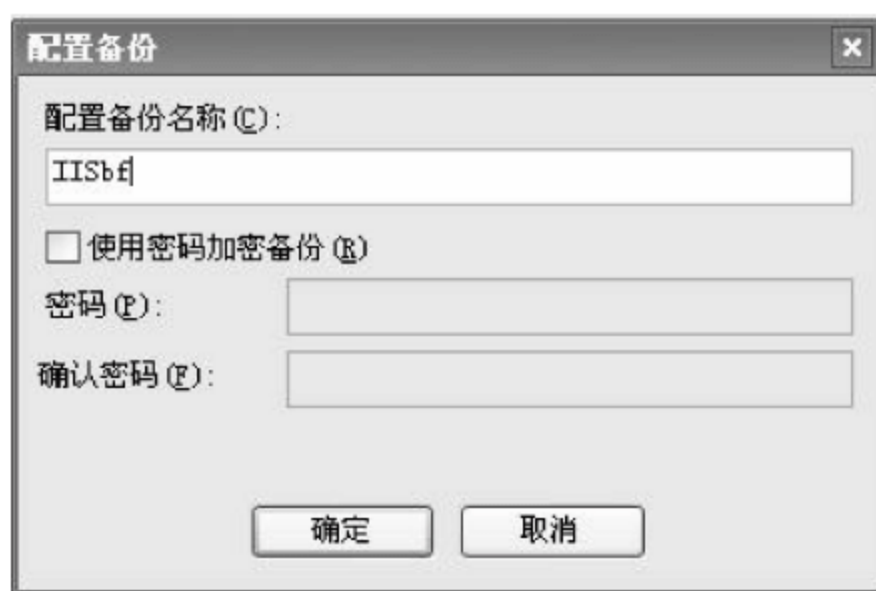 配置备份
配置备份名称(C):
IISbf
使用密码加密备份(R)
密码(P):
确认密码(F):
确定 取消